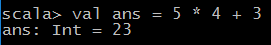 scala> val ans = 5 * 4 + 3
ans: Int = 23